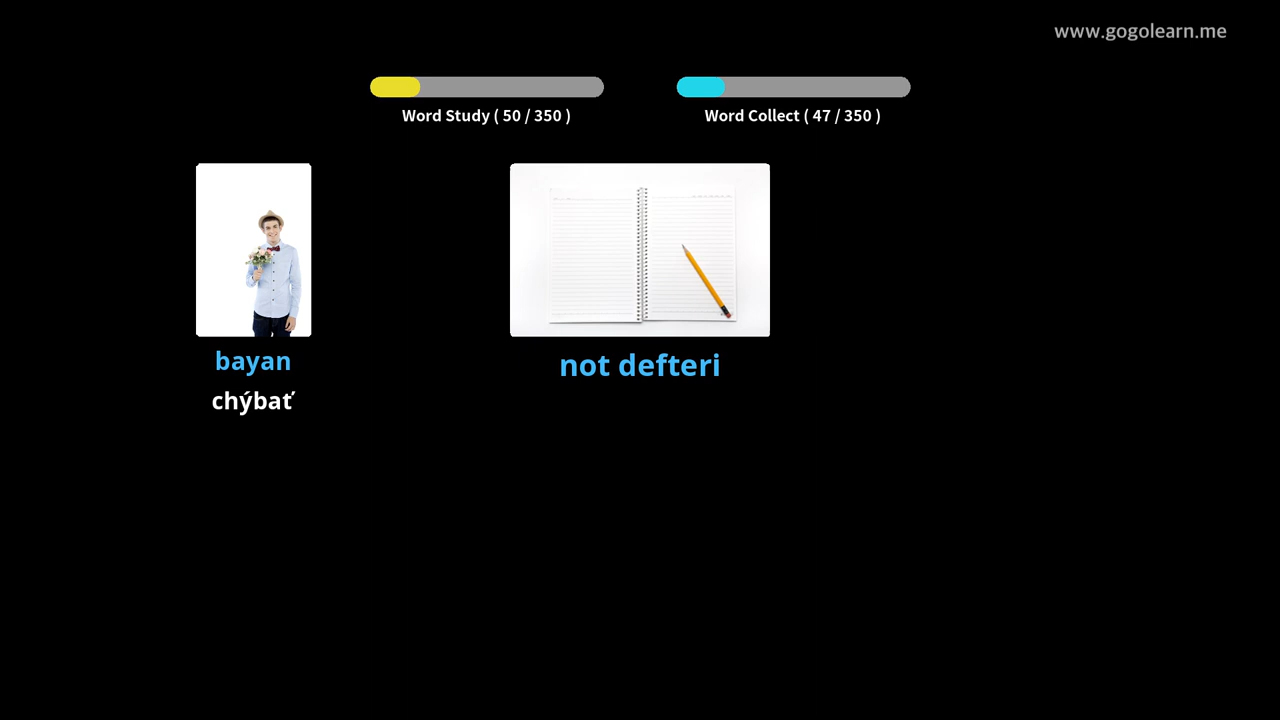 www.gogolearn.me
Word Study ( 50 / 350 )
Word Collect ( 47 / 350 )
bayan
chýbať
not defteri